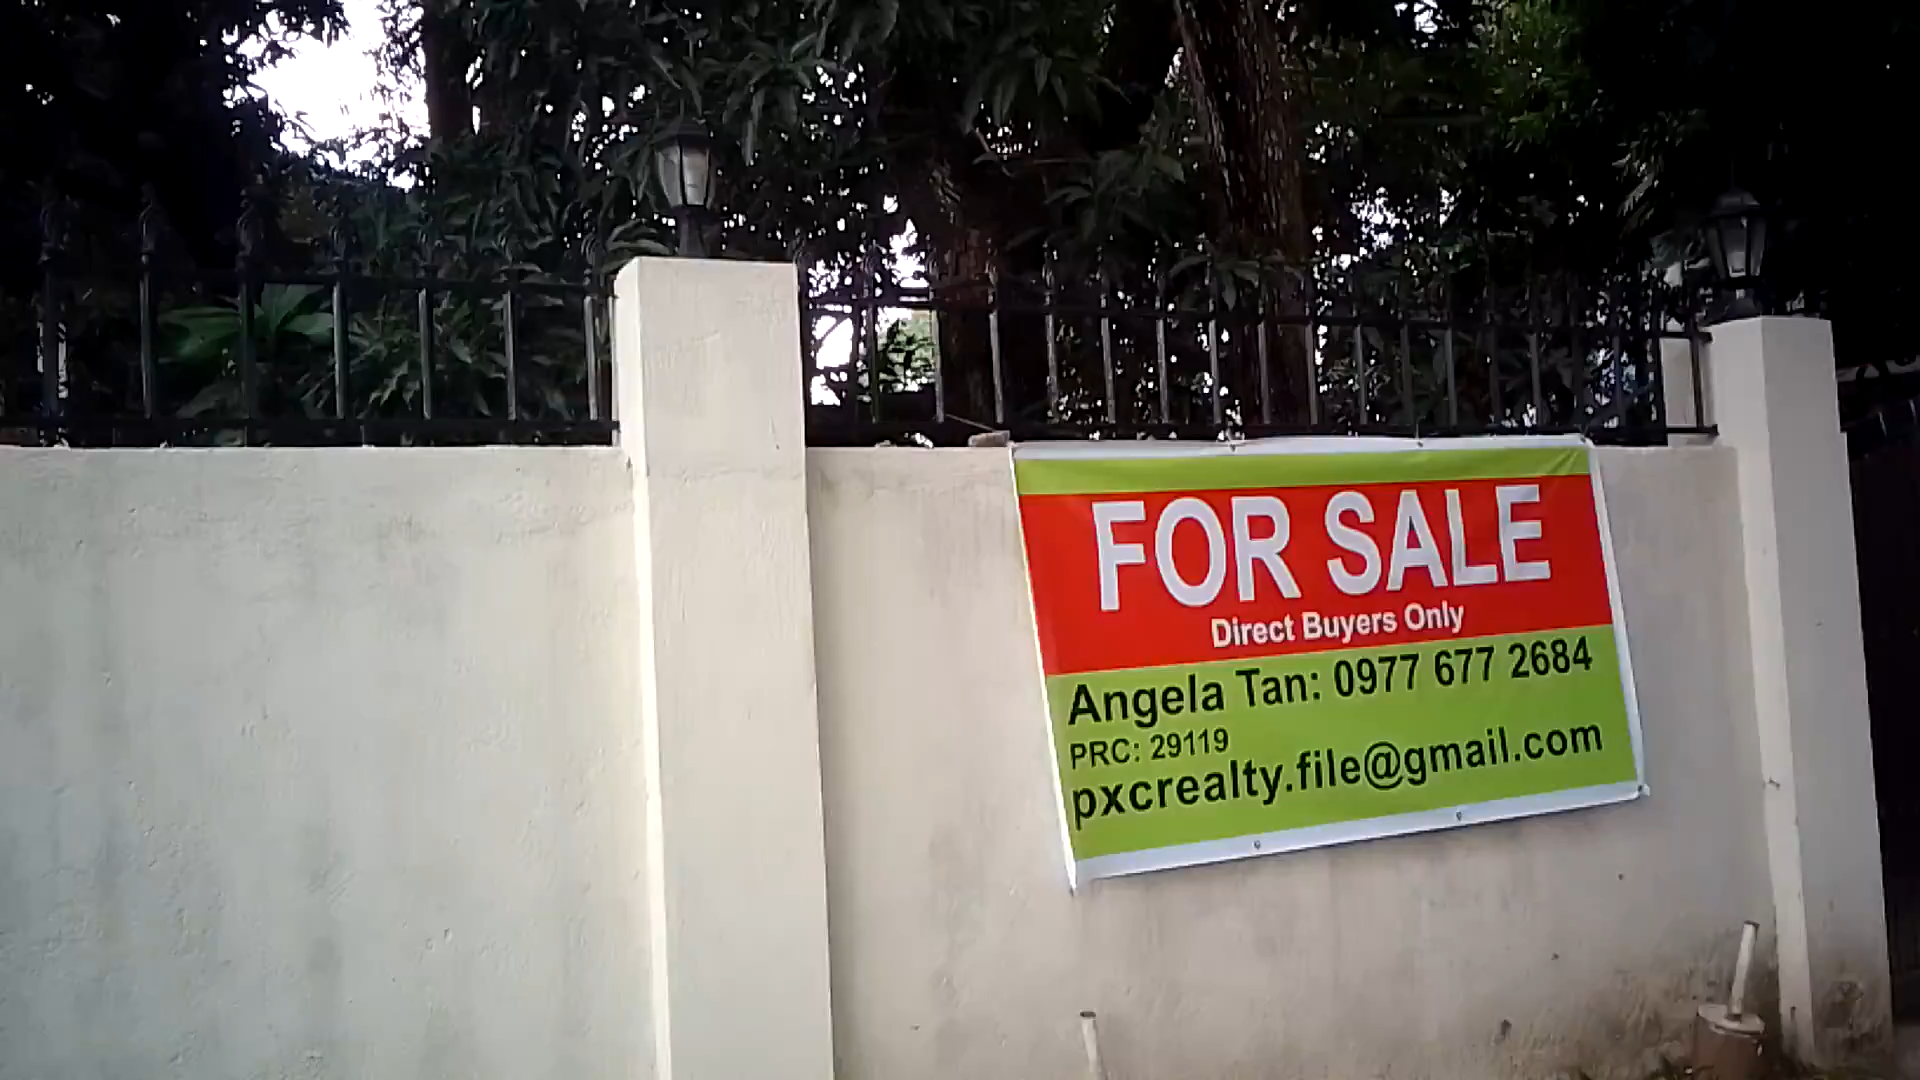 FOR SALE
Direct Buyers Only
Angela Tan: 0977 677 2684
PRC: 29119
pxcrealty.file@gmail.com